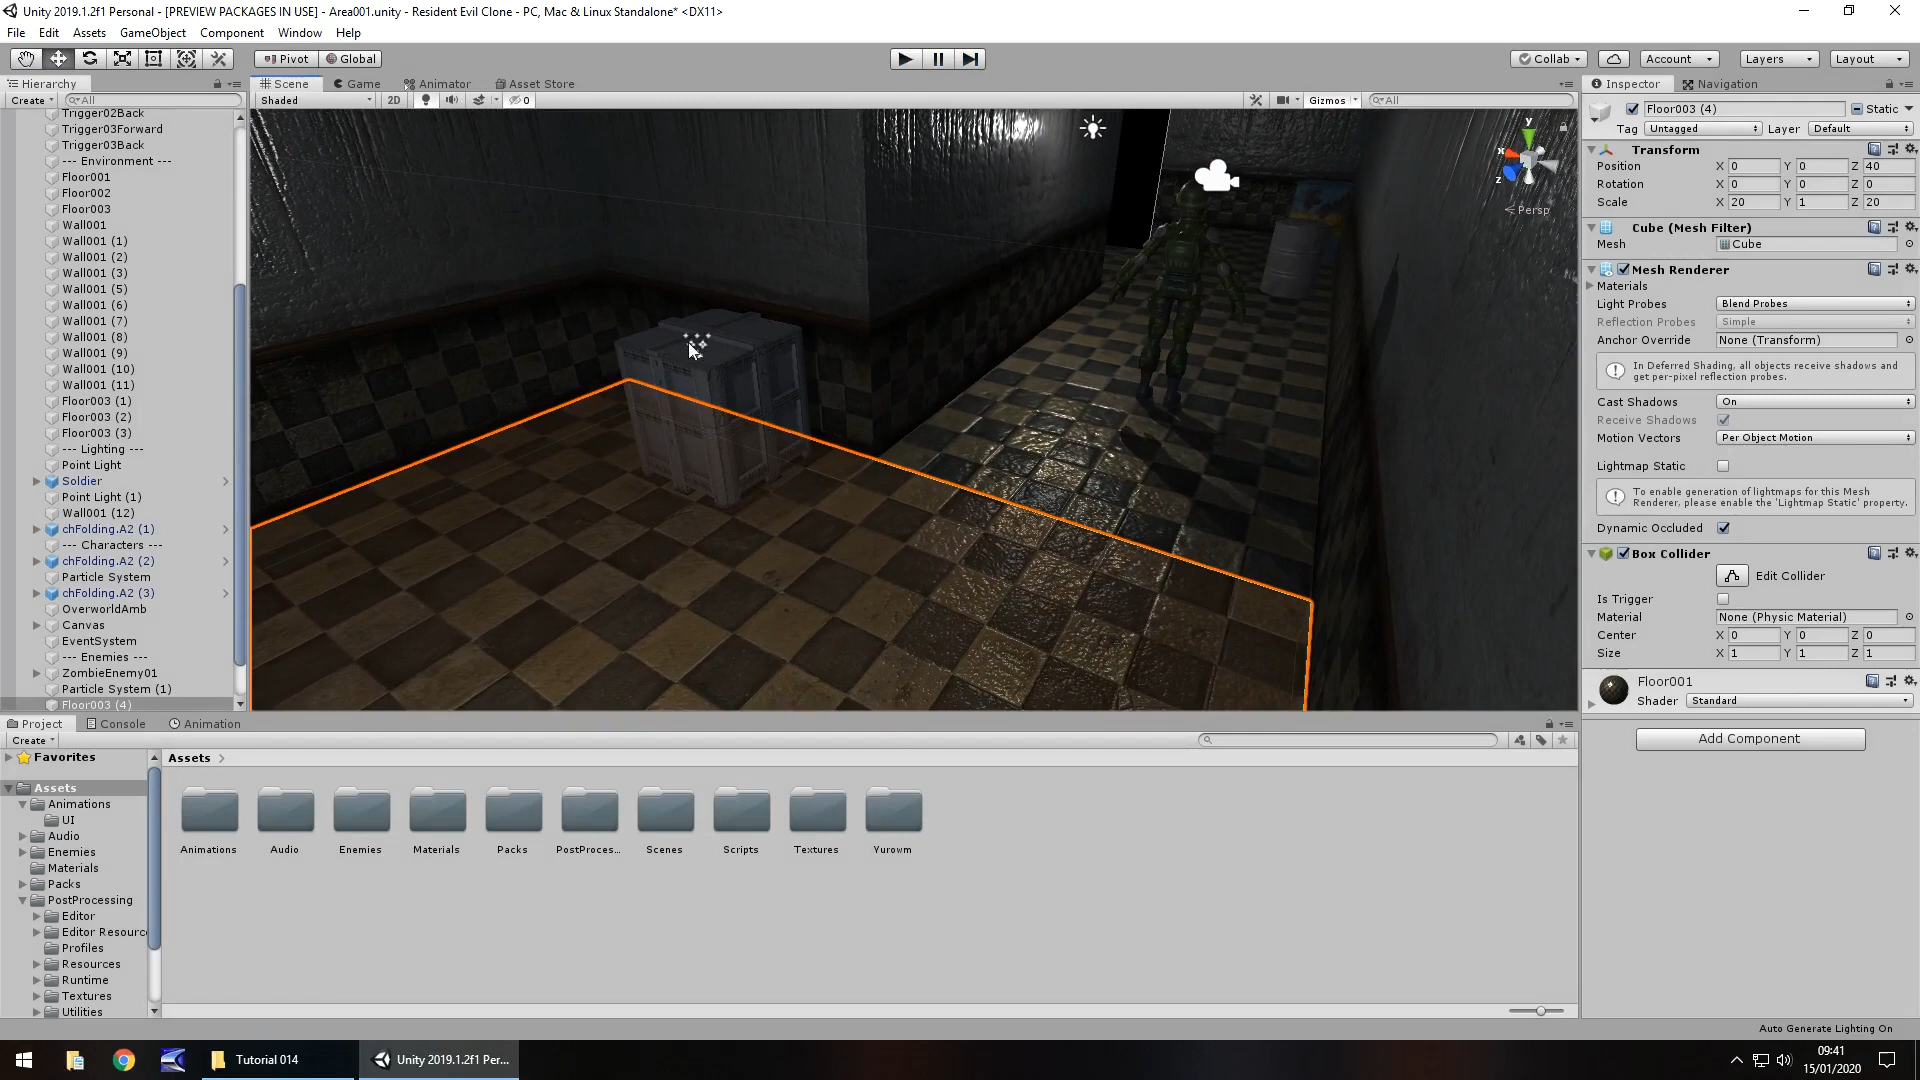 Unity 2019.1.2f1 Personal - [PREVIEW PACKAGES IN USE] - Area001.unity - Resident Evil Clone - PC, Mac & Linux Standalone* <DX11>
File Edit Assets GameObject Component Window Help
Pivot Global Collab Account Layers Layout
Hierarchy Scene Game Animator Asset Store Inspector Navigation
Create All Shaded 2D 0 Gizmos All
Trigger02Back
Trigger03Forward
Trigger03Back
--- Environment ---
Floor001
Floor002
Floor003
Wall001
Wall001 (1)
Wall001 (2)
Wall001 (3)
Wall001 (5)
Wall001 (6)
Wall001 (7)
Wall001 (8)
Wall001 (9)
Wall001 (10)
Wall001 (11)
Floor003 (1)
Floor003 (2)
Floor003 (3)
--- Lighting ---
Point Light
Soldier
Point Light (1)
Wall001 (12)
chFolding.A2 (1)
--- Characters ---
chFolding.A2 (2)
Particle System
chFolding.A2 (3)
OverworldAmb
Canvas
EventSystem
--- Enemies ---
ZombieEnemy01
Particle System (1)
Floor003 (4)
y
x
z
Persp
Floor003 (4) Static
Tag Untagged Layer Default
Transform
Position X 0 Y 0 Z 40
Rotation X 0 Y 0 Z 0
Scale X 20 Y 1 Z 20
Cube (Mesh Filter)
Mesh Cube
Mesh Renderer
Materials
Light Probes Blend Probes
Reflection Probes Simple
Anchor Override None (Transform)
In Deferred Shading, all objects receive shadows and
get per-pixel reflection probes.
Cast Shadows On
Receive Shadows
Motion Vectors Per Object Motion
Lightmap Static
To enable generation of lightmaps for this Mesh
Renderer, please enable the 'Lightmap Static' property.
Dynamic Occluded
Box Collider
Edit Collider
Is Trigger
Material None (Physic Material)
Center X 0 Y 0 Z 0
Size X 1 Y 1 Z 1
Floor001
Shader Standard
Add Component
Project Console Animation
Create
Favorites
Assets
Animations
UI
Audio
Enemies
Materials
Packs
PostProcessing
Editor
Editor Resourc
Profiles
Resources
Runtime
Textures
Utilities
Assets
Animations Audio Enemies Materials Packs PostProces... Scenes Scripts Textures Yurowm
Auto Generate Lighting On
Tutorial 014 Unity 2019.1.2f1 Per...
09:41
15/01/2020